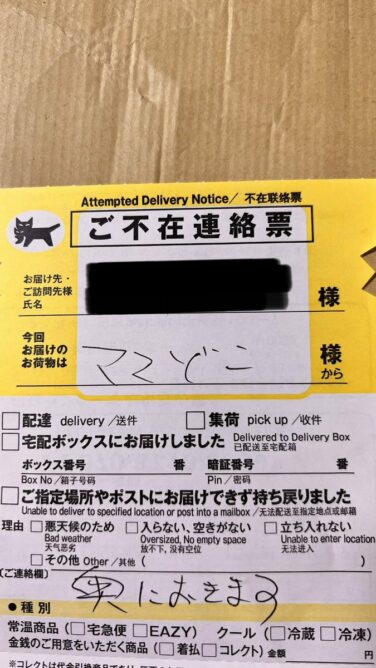 Attempted Delivery Notice／不在联络票
ご不在連絡票
お届け先・
ご訪問先様
氏名
様
今回
お届けの
お荷物は
ママゾニ
様
から
□配達 delivery／送件 □集荷 pick up／收件
□宅配ボックスにお届けしました Delivered to Delivery Box
已配送至宅配箱
ボックス番号 番 暗証番号 番
Box No／箱子号码 Pin／密码
□ご指定場所やポストにお届けできず持ち戻りました
Unable to deliver to specified location or post into a mailbox／无法配送至指定地点或邮箱
理由 □悪天候のため □入らない、空きがない □立ち入れない
Bad weather Oversized, No empty space Unable to enter location
天气恶劣 放不下，没有空位 无法进入
□その他 Other／其他（ ）
（ご連絡欄）
奥におきます
●種別
常温商品（□宅急便 □EAZY） クール（□冷蔵 □冷凍）
金銭のご用意をいただく商品（□着払 □コレクト）金額 円